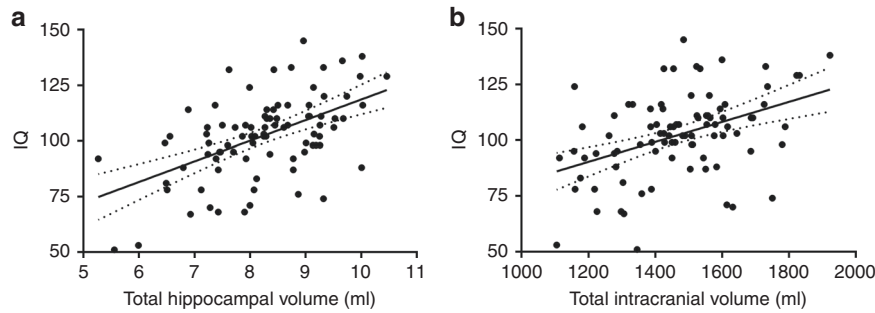 a
150
125
100
75
50
IQ
5 6 7 8 9 10 11
Total hippocampal volume (ml)
b
150
125
100
75
50
IQ
1000 1200 1400 1600 1800 2000
Total intracranial volume (ml)